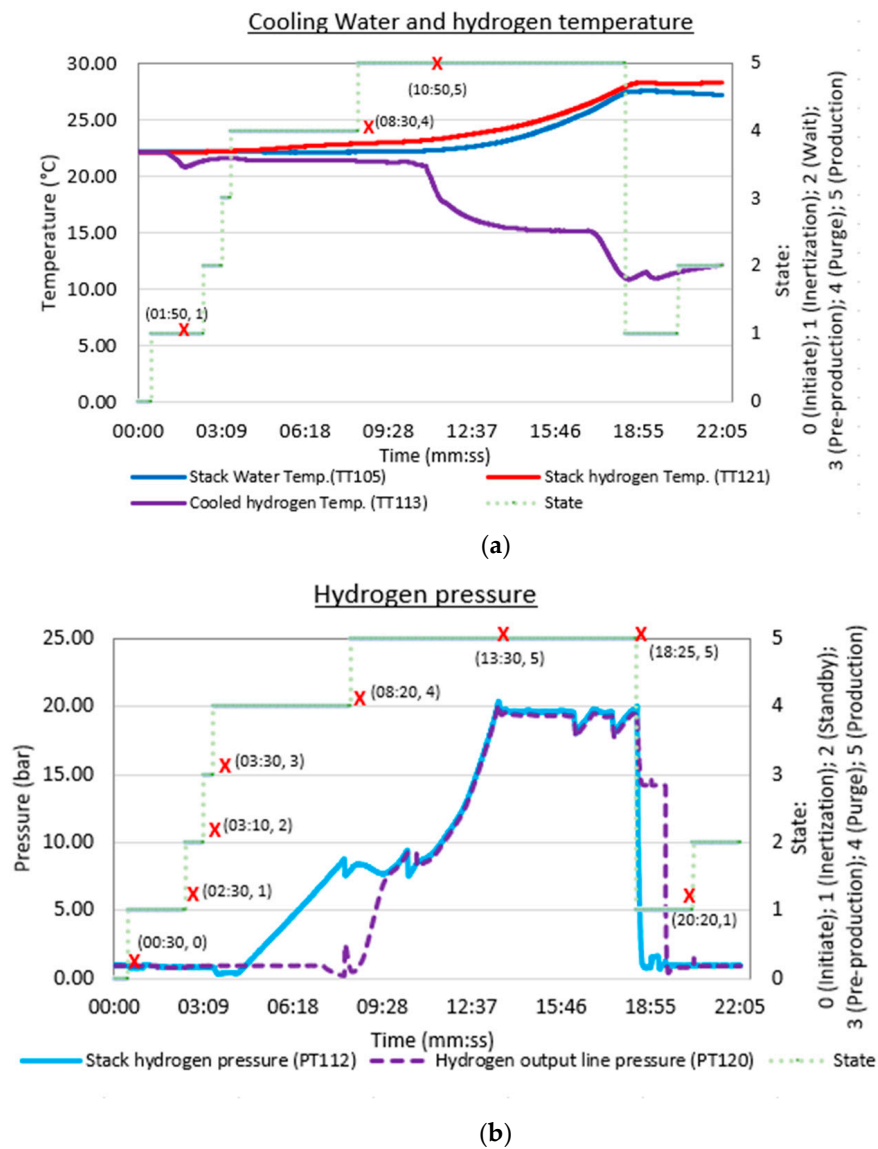 Cooling Water and hydrogen temperature
30.00
25.00
20.00
15.00
10.00
5.00
0.00
Temperature (°C)
5
4
3
2
1
0
State:
0 (Initiate); 1 (Inertization); 2 (Wait);
3 (Pre-production); 4 (Purge); 5 (Production)
(10:50,5)
(08:30,4)
(01:50, 1)
00:00 03:09 06:18 09:28 12:37 15:46 18:55 22:05
Time (mm:ss)
Stack Water Temp.(TT105) Stack hydrogen Temp. (TT121)
Cooled hydrogen Temp. (TT113) State
(a)
Hydrogen pressure
25.00
20.00
15.00
10.00
5.00
0.00
Pressure (bar)
5
4
3
2
1
0
State:
0 (Initiate); 1 (Inertization); 2 (Standby);
3 (Pre-production); 4 (Purge); 5 (Production)
(13:30, 5)
(18:25, 5)
(08:20, 4)
(03:30, 3)
(03:10, 2)
(02:30, 1)
(00:30, 0)
(20:20,1)
00:00 03:09 06:18 09:28 12:37 15:46 18:55 22:05
Time (mm:ss)
Stack hydrogen pressure (PT112) Hydrogen output line pressure (PT120) State
(b)